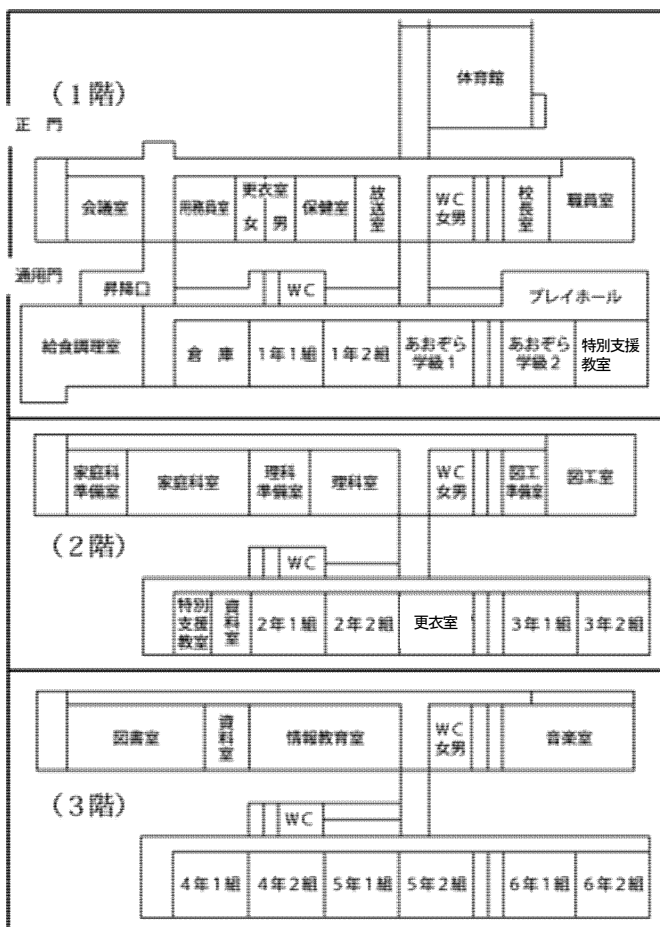 （１階）
体育館
正　門
会議室
用務員室
更衣室
女　男
保健室
放送室
WC
女男
校長室
職員室
通用門
昇降口
WC
プレイホール
給食調理室
倉　庫
１年１組
１年２組
あおぞら
学級１
あおぞら
学級２
特別支援
教室
家庭科
準備室
家庭科室
理科
準備室
理科室
WC
女男
図工
準備室
図工室
（２階）
WC
特別
支援
教室
資料室
２年１組
２年２組
更衣室
３年１組
３年２組
図書室
資料室
情報教育室
WC
女男
音楽室
（３階）
WC
４年１組
４年２組
５年１組
５年２組
６年１組
６年２組